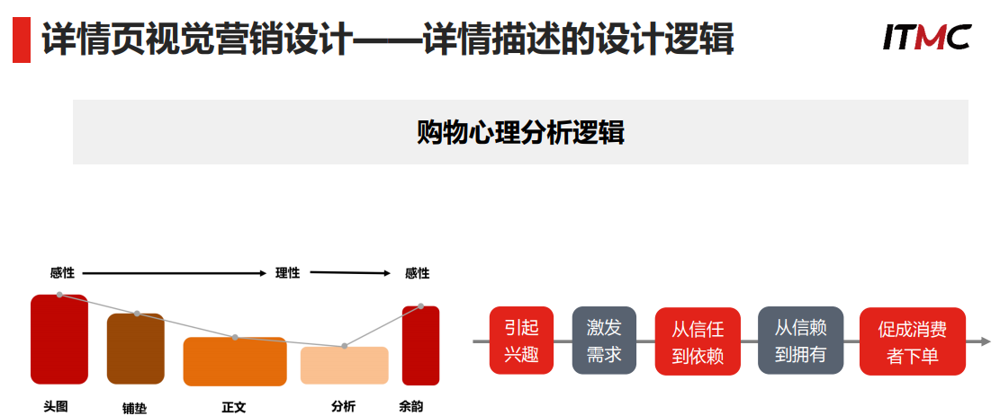 详情页视觉营销设计——详情描述的设计逻辑
ITMC
购物心理分析逻辑
感性
理性
感性
头图
铺垫
正文
分析
余韵
引起
兴趣
激发
需求
从信任
到依赖
从信赖
到拥有
促成消费
者下单